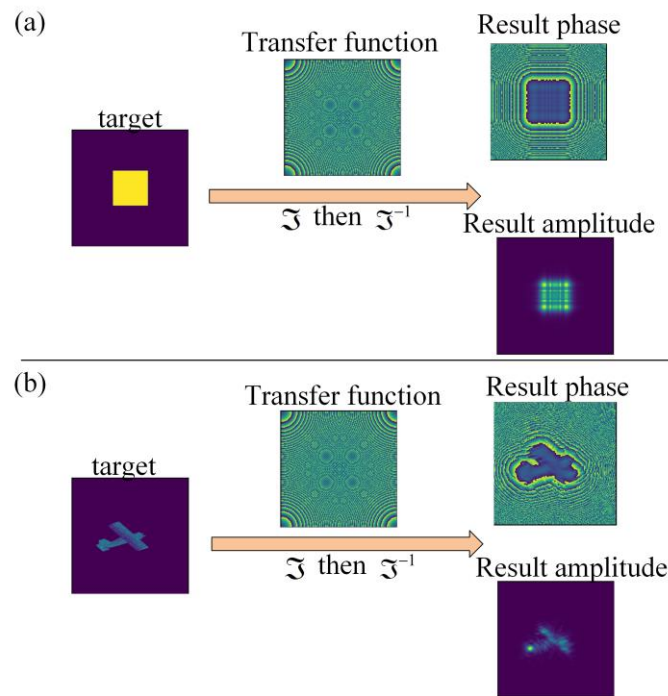 (a)
Transfer function
Result phase
target
ℑ then ℑ⁻¹
Result amplitude
(b)
Transfer function
Result phase
target
ℑ then ℑ⁻¹
Result amplitude